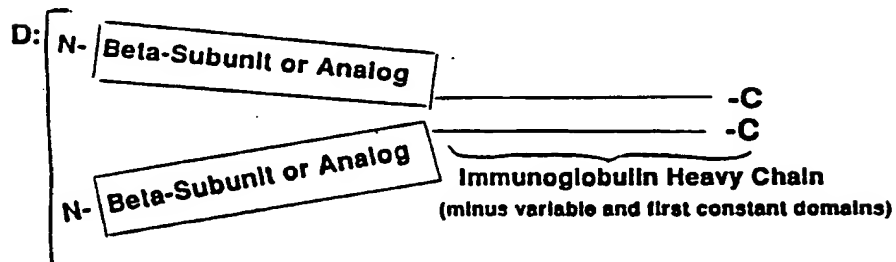 D:
N- Beta-Subunit or Analog
-C
-C
N- Beta-Subunit or Analog
Immunoglobulin Heavy Chain
(minus variable and first constant domains)